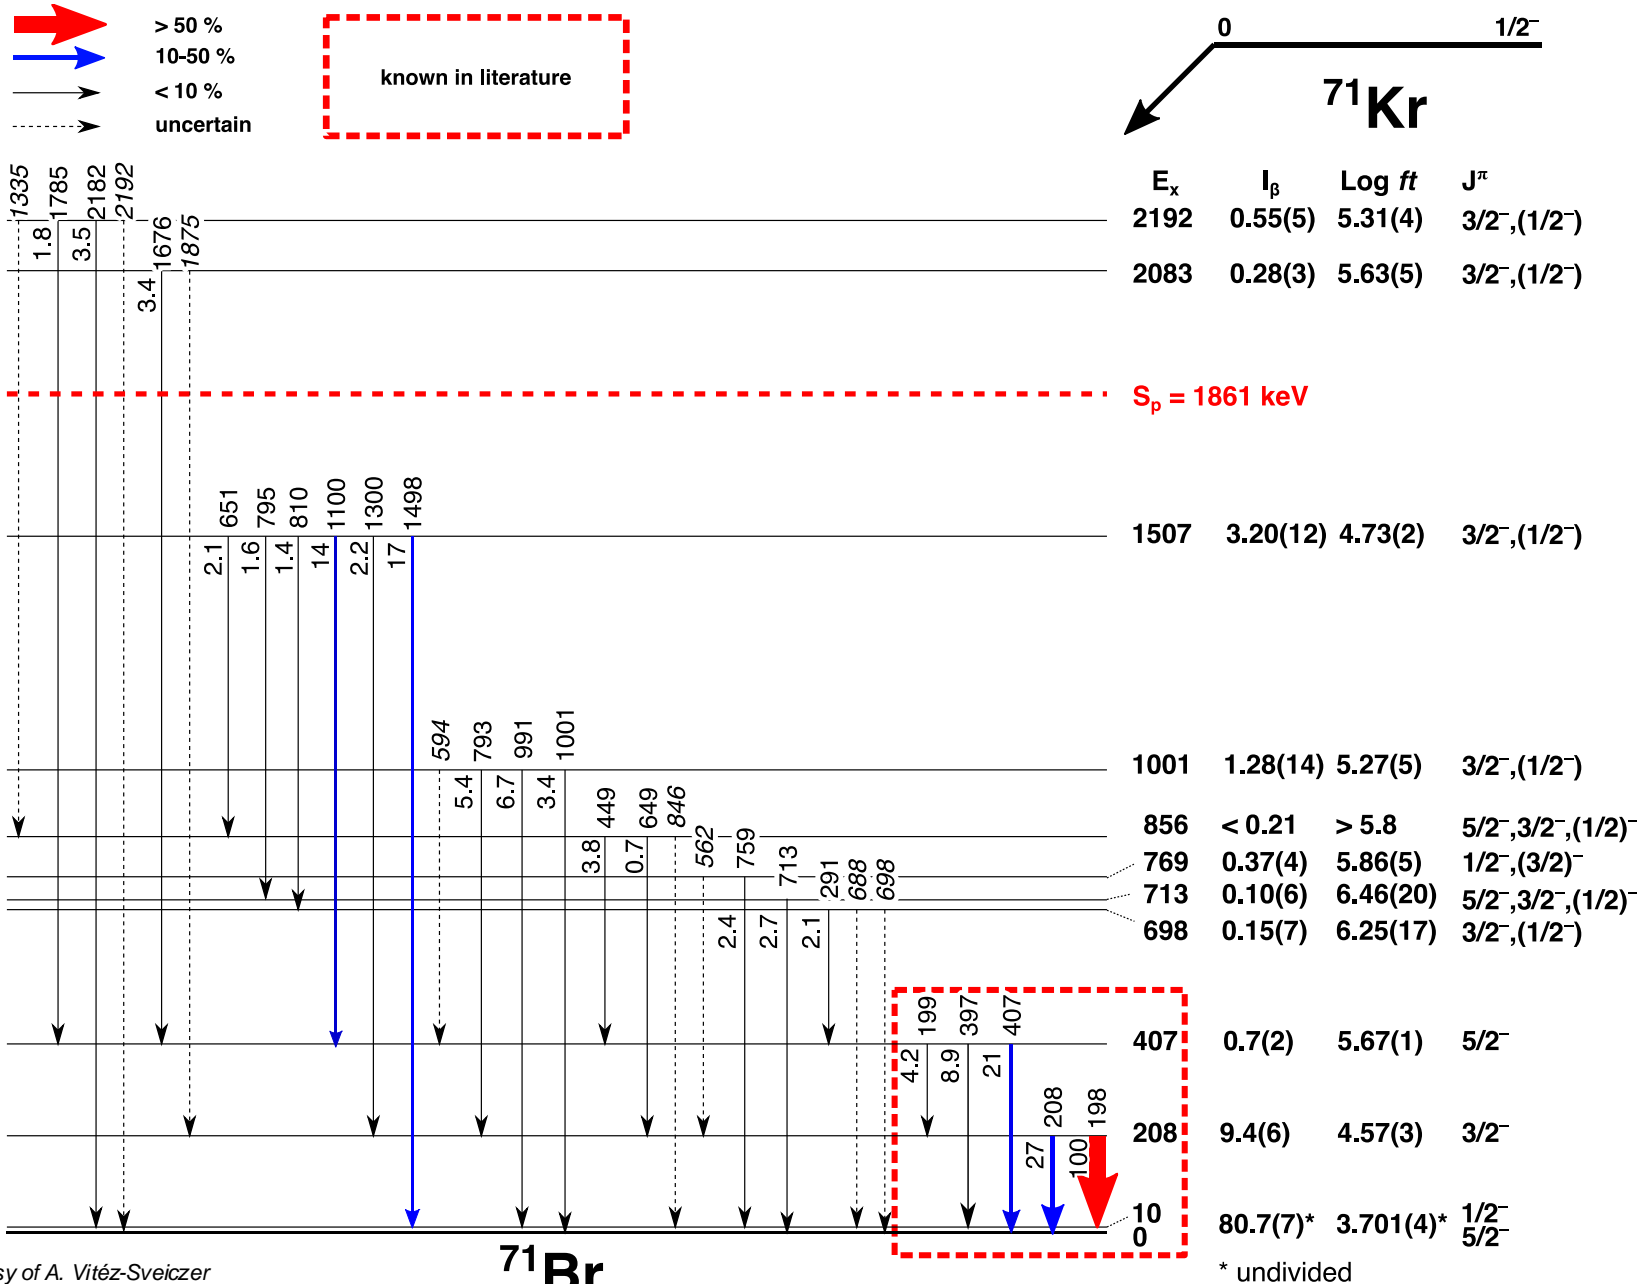 > 50 %
10-50 %
< 10 %
uncertain
known in literature
0 1/2⁻
⁷¹Kr
Eₓ I_β Log ft J^π
2192 0.55(5) 5.31(4) 3/2⁻,(1/2⁻)
2083 0.28(3) 5.63(5) 3/2⁻,(1/2⁻)
S_p = 1861 keV
1507 3.20(12) 4.73(2) 3/2⁻,(1/2⁻)
1001 1.28(14) 5.27(5) 3/2⁻,(1/2⁻)
856 < 0.21 > 5.8 5/2⁻,3/2⁻,(1/2)⁻
769 0.37(4) 5.86(5) 1/2⁻,(3/2)⁻
713 0.10(6) 6.46(20) 5/2⁻,3/2⁻,(1/2)⁻
698 0.15(7) 6.25(17) 3/2⁻,(1/2⁻)
407 0.7(2) 5.67(1) 5/2⁻
208 9.4(6) 4.57(3) 3/2⁻
10 1/2⁻
80.7(7)* 3.701(4)*
0 5/2⁻
* undivided
1335
1785
1.8
2182
3.5
2192
1676
3.4
1875
651
2.1
795
1.6
810
1.4
1100
14
1300
2.2
1498
17
594
793
5.4
991
6.7
1001
3.4
449
3.8
649
0.7
846
562
759
2.4
713
2.7
291
2.1
688
698
199
4.2
397
8.9
407
21
208
27
198
100
⁷¹Br
sy of A. Vitéz-Sveiczer